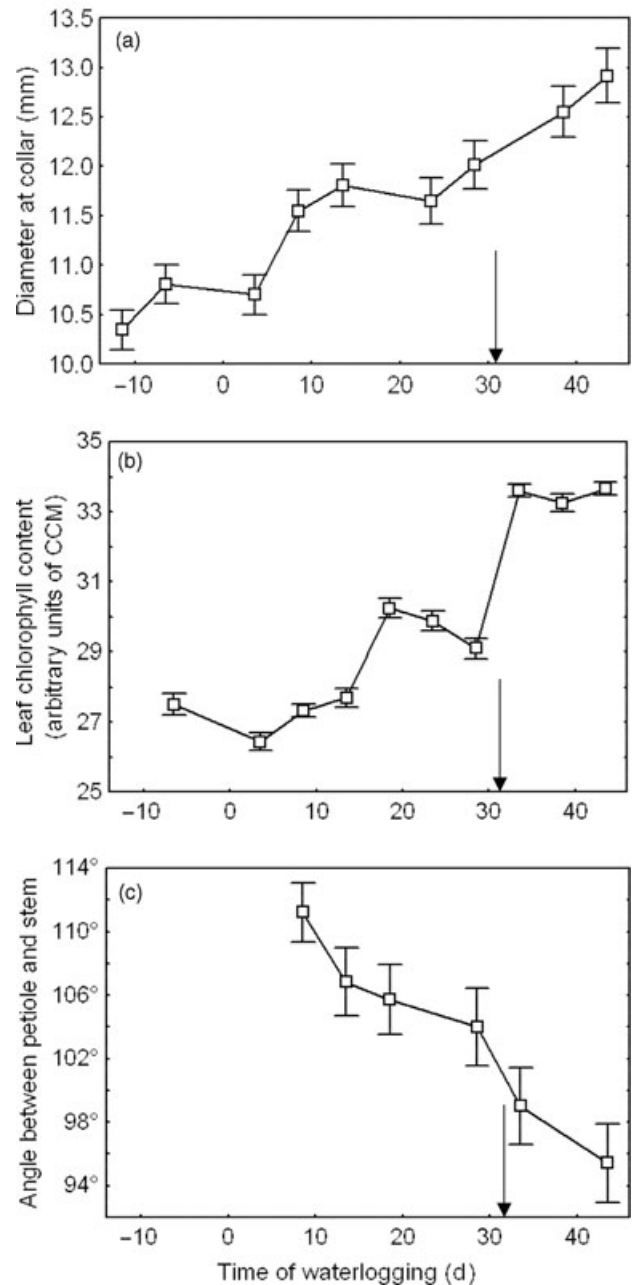 (a)
Diameter at collar (mm)
13.5
13.0
12.5
12.0
11.5
11.0
10.5
10.0
−10 0 10 20 30 40
(b)
Leaf chlorophyll content
(arbitrary units of CCM)
35
33
31
29
27
25
−10 0 10 20 30 40
(c)
Angle between petiole and stem
114°
110°
106°
102°
98°
94°
−10 0 10 20 30 40
Time of waterlogging (d)